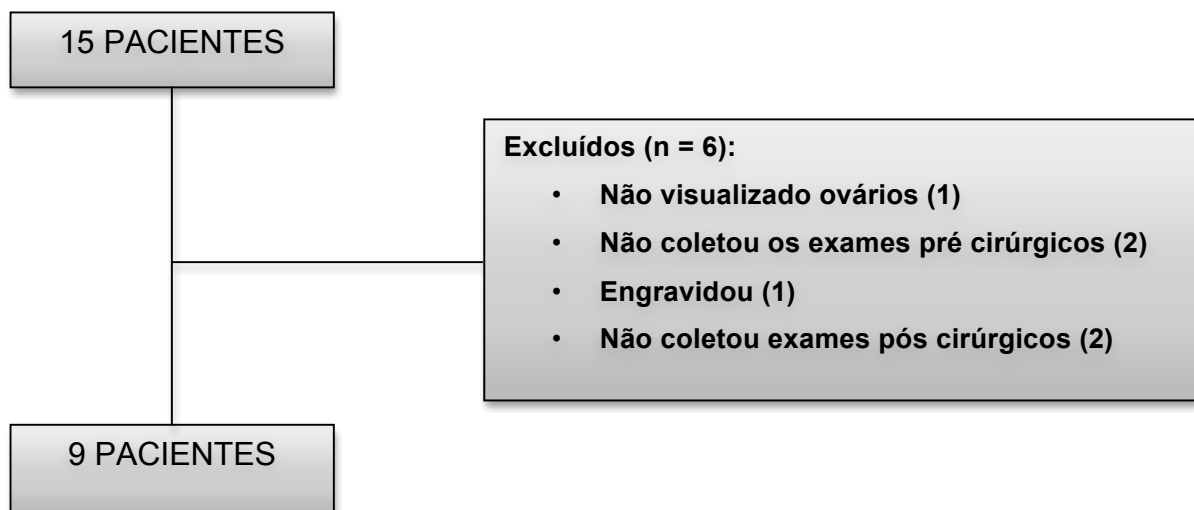 15 PACIENTES
Excluídos (n = 6):
• Não visualizado ovários (1)
• Não coletou os exames pré cirúrgicos (2)
• Engravidou (1)
• Não coletou exames pós cirúrgicos (2)
9 PACIENTES